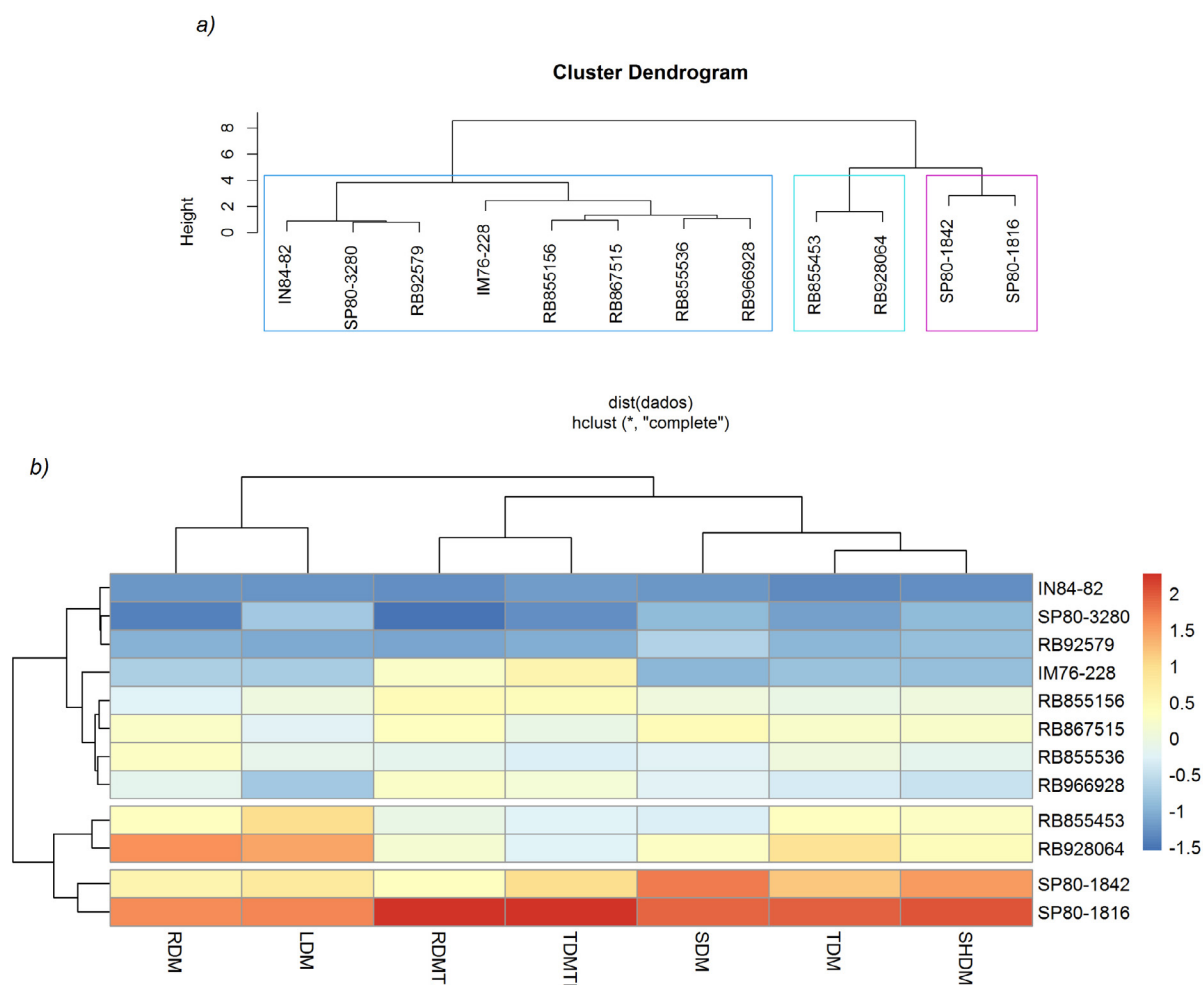 a)
Cluster Dendrogram
Height
8
6
4
2
0
IN84-82
SP80-3280
RB92579
IM76-228
RB855156
RB867515
RB855536
RB966928
RB855453
RB928064
SP80-1842
SP80-1816
dist(dados)
hclust (*, "complete")
b)
IN84-82
SP80-3280
RB92579
IM76-228
RB855156
RB867515
RB855536
RB966928
RB855453
RB928064
SP80-1842
SP80-1816
2
1.5
1
0.5
0
-0.5
-1
-1.5
RDM
LDM
RDMT
TDMTI
SDM
TDM
SHDM